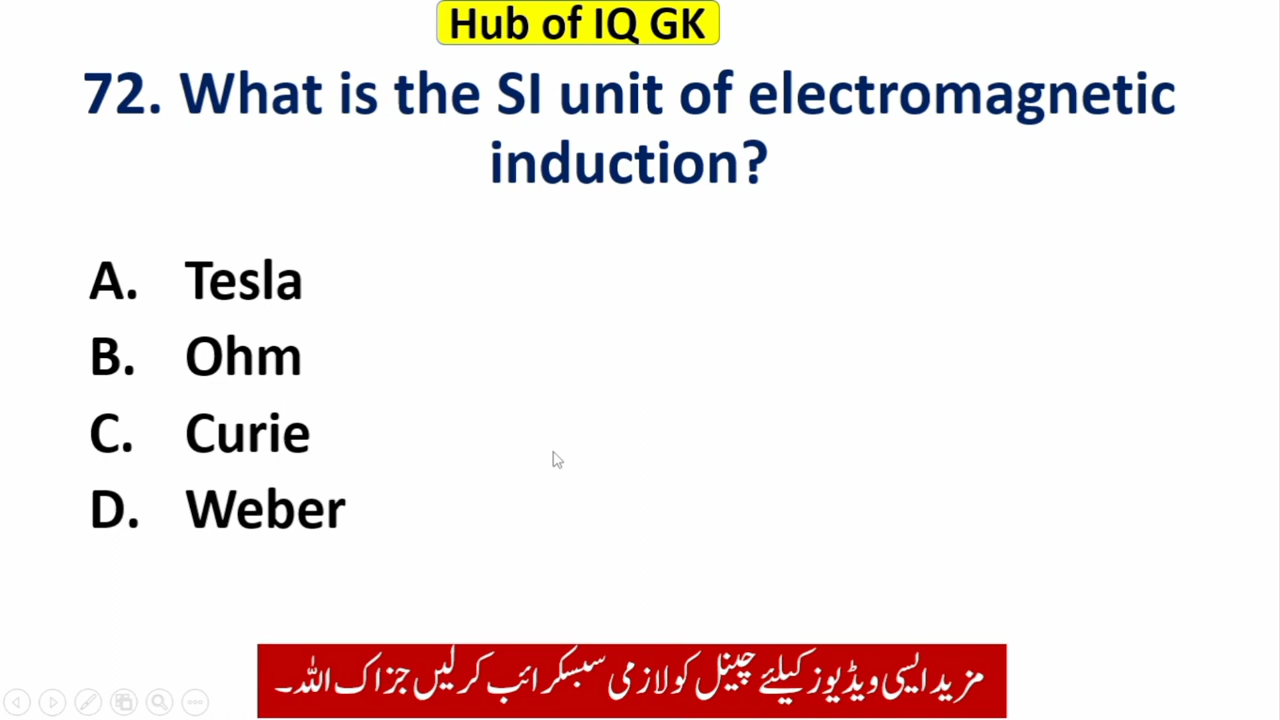 Hub of IQ GK
72. What is the SI unit of electromagnetic
induction?
A. Tesla
B. Ohm
C. Curie
D. Weber
مزید ایسی ویڈیوز کیلئے چینل کو لازمی سبسکرائب کر لیں جزاک اللہ۔